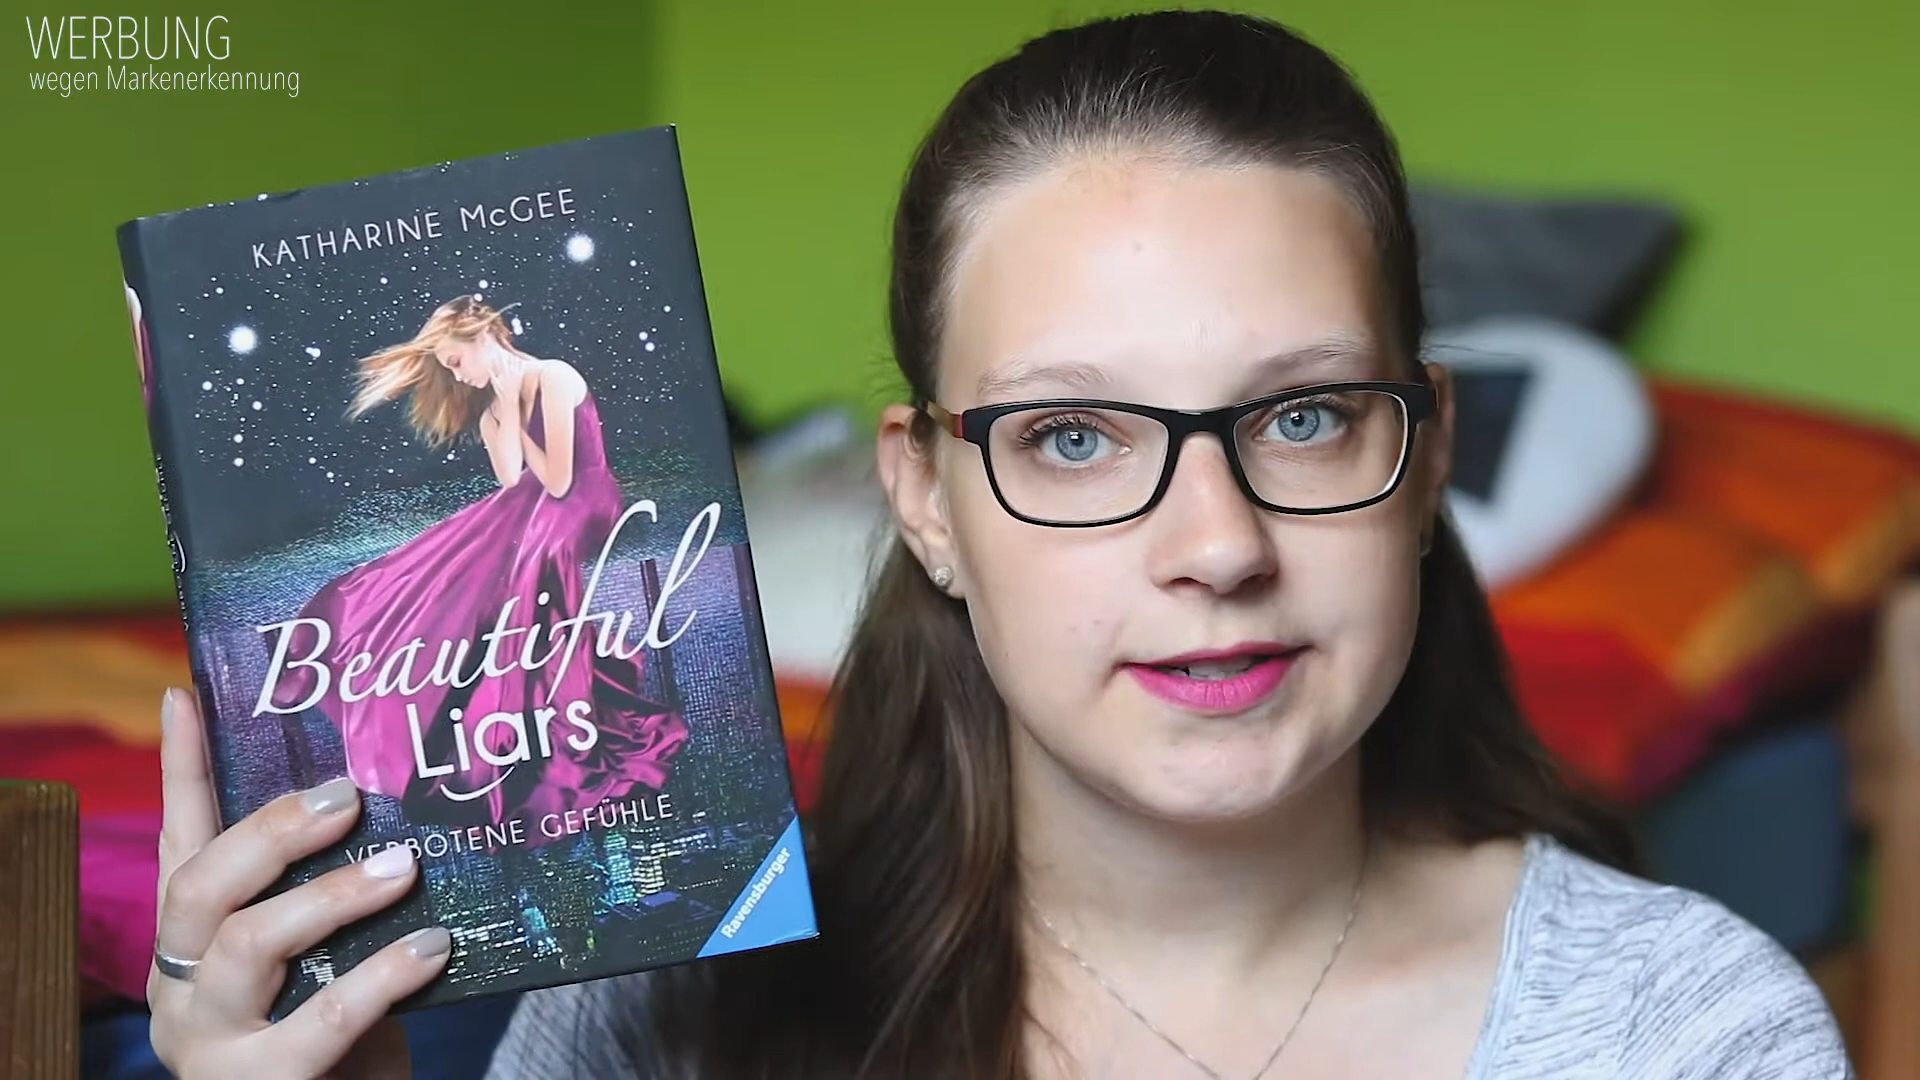 WERBUNG
wegen Markenerkennung
KATHARINE McGEE
Beautiful
Liars
VERBOTENE GEFÜHLE
Ravensburger